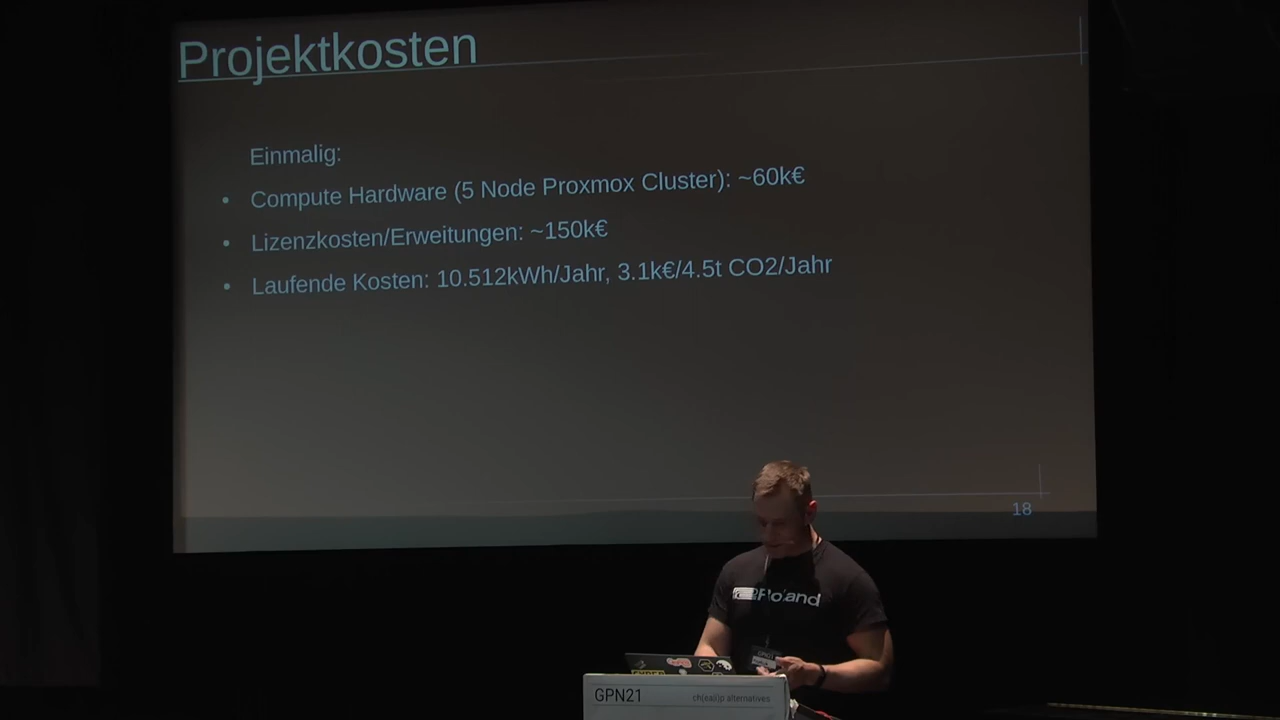 Projektkosten
Einmalig:
• Compute Hardware (5 Node Proxmox Cluster): ~60k€
• Lizenzkosten/Erweitungen: ~150k€
• Laufende Kosten: 10.512kWh/Jahr, 3.1k€/4.5t CO2/Jahr
18
Roland
GPN21
ch(ea)ip alternatives